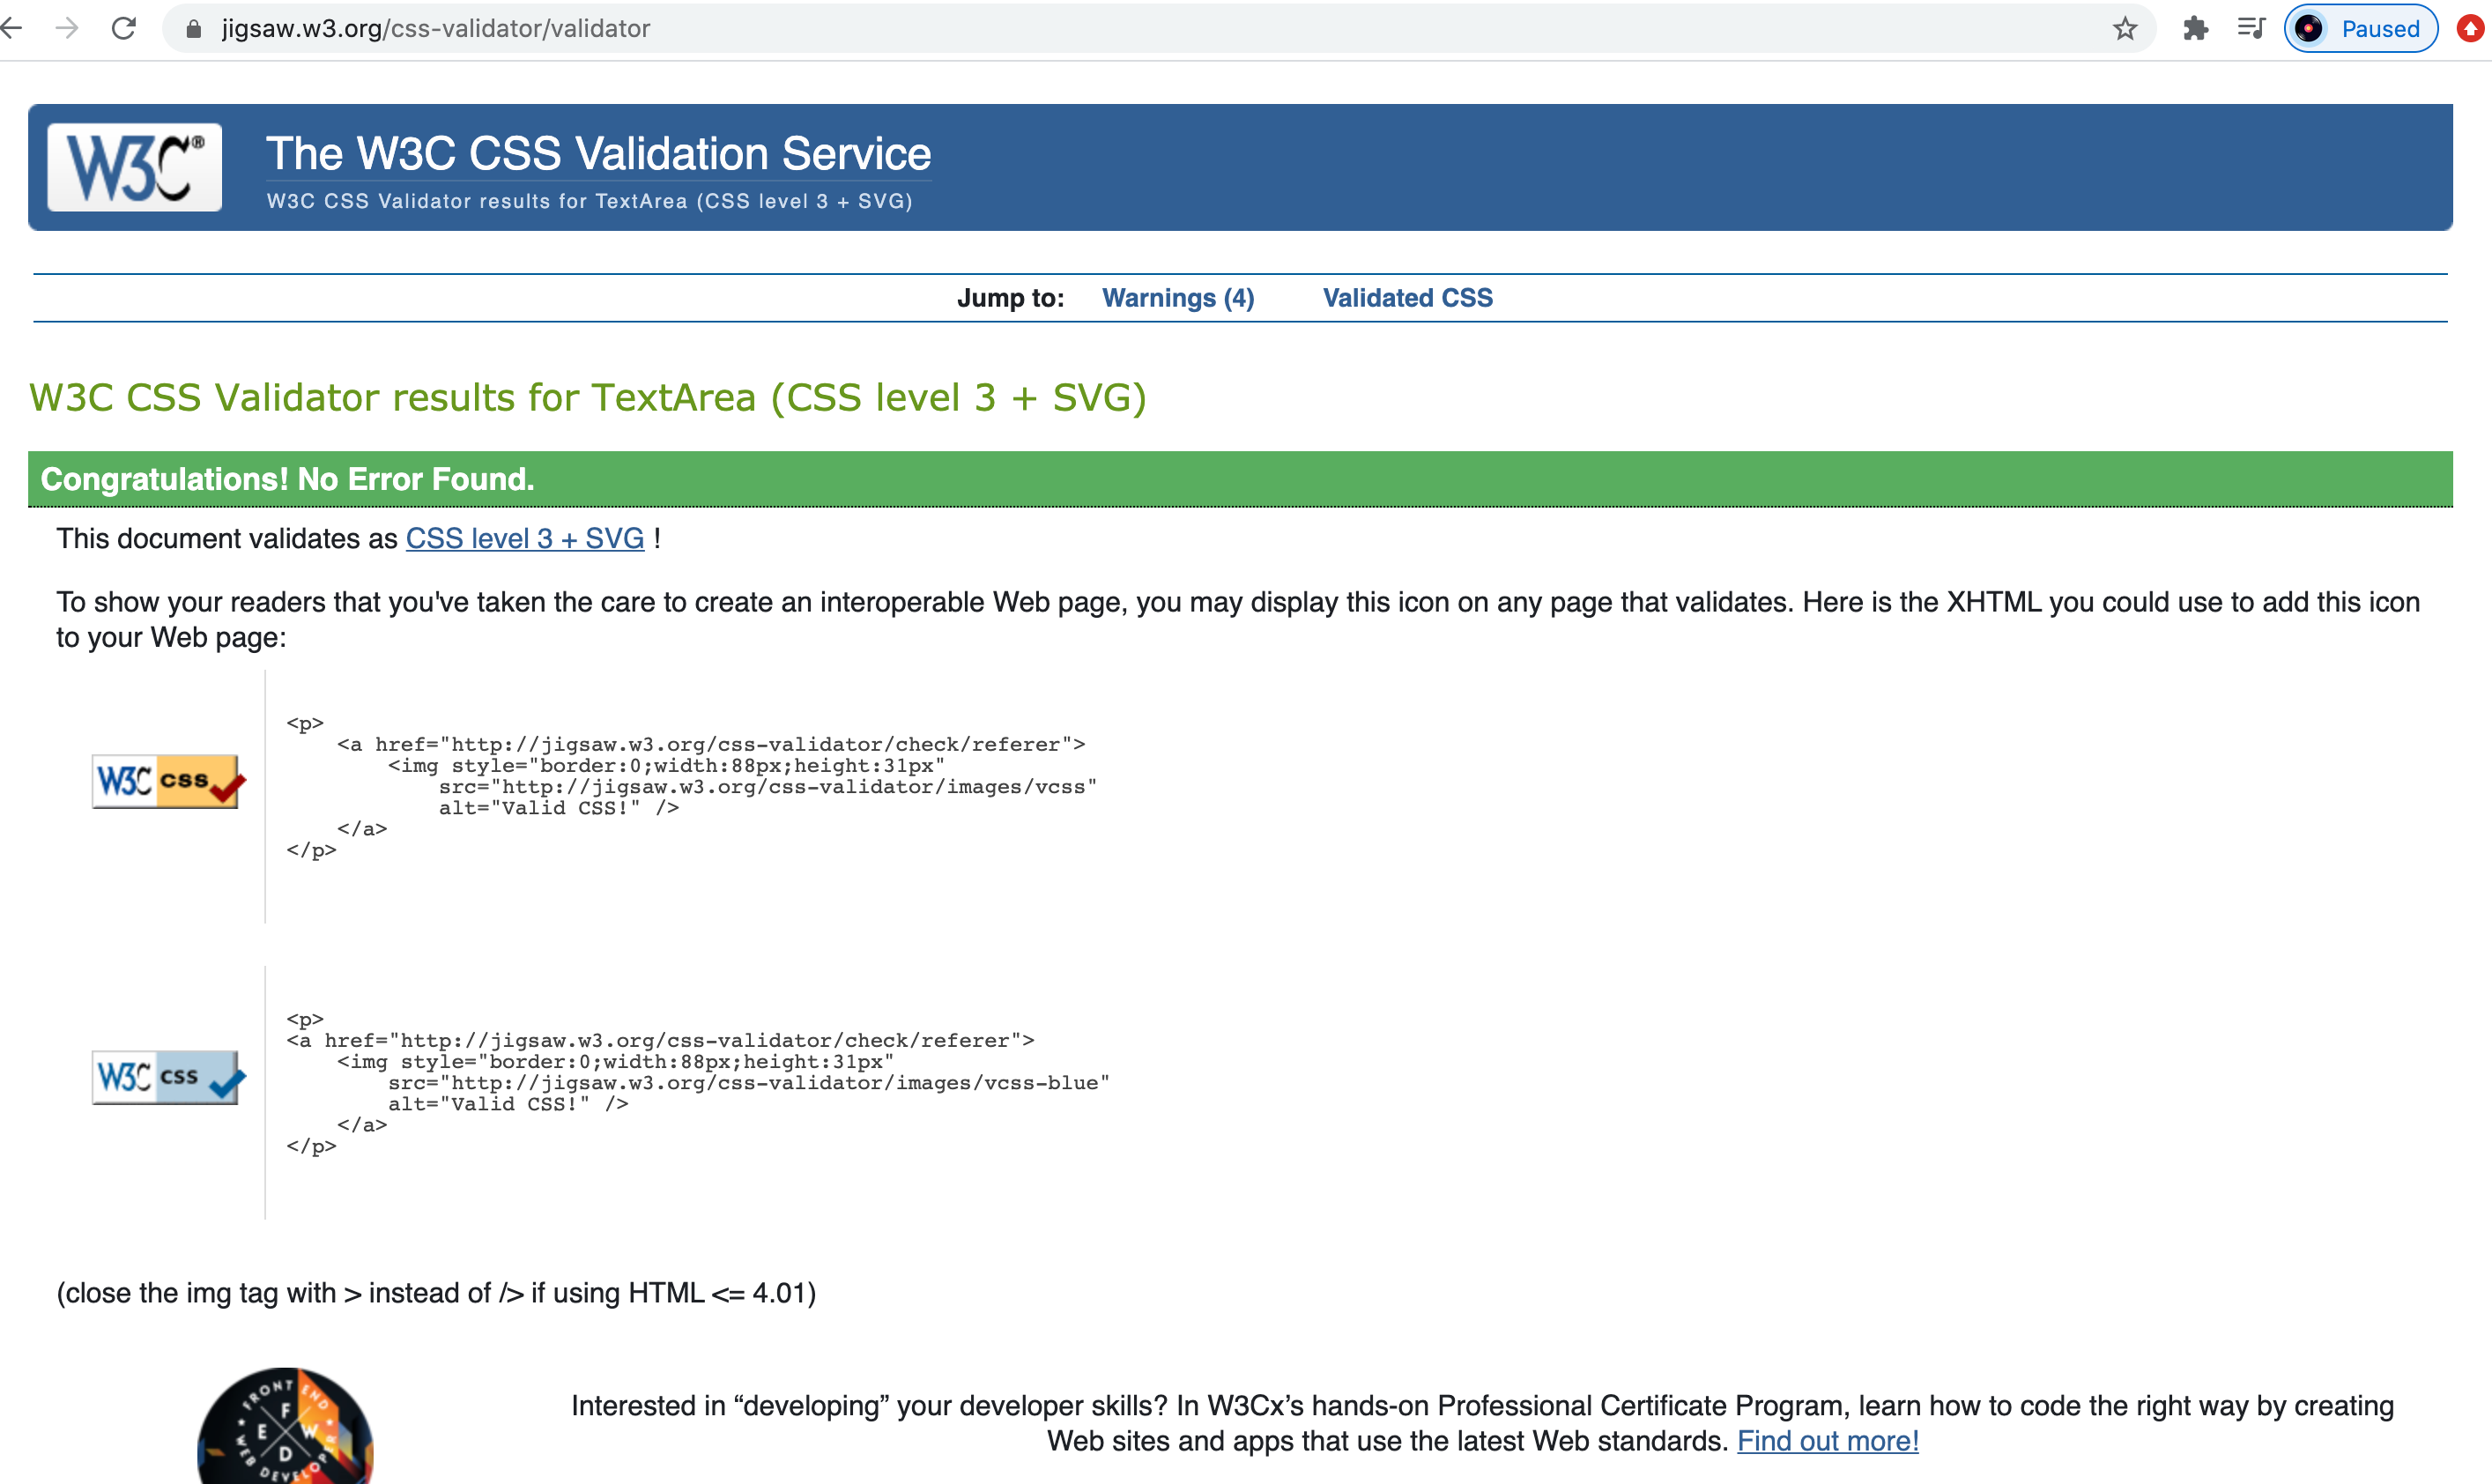 jigsaw.w3.org/css-validator/validator
Paused
W3C®
The W3C CSS Validation Service
W3C CSS Validator results for TextArea (CSS level 3 + SVG)
Jump to: Warnings (4) Validated CSS
W3C CSS Validator results for TextArea (CSS level 3 + SVG)
Congratulations! No Error Found.
This document validates as CSS level 3 + SVG !
To show your readers that you've taken the care to create an interoperable Web page, you may display this icon on any page that validates. Here is the XHTML you could use to add this icon
to your Web page:
W3C css
<p>
    <a href="http://jigsaw.w3.org/css-validator/check/referer">
        <img style="border:0;width:88px;height:31px"
            src="http://jigsaw.w3.org/css-validator/images/vcss"
            alt="Valid CSS!" />
    </a>
</p>
W3C css
<p>
<a href="http://jigsaw.w3.org/css-validator/check/referer">
    <img style="border:0;width:88px;height:31px"
        src="http://jigsaw.w3.org/css-validator/images/vcss-blue"
        alt="Valid CSS!" />
    </a>
</p>
(close the img tag with > instead of /> if using HTML <= 4.01)
FRONT END
WEB DEVELOPER
F E W D
Interested in “developing” your developer skills? In W3Cx’s hands-on Professional Certificate Program, learn how to code the right way by creating
Web sites and apps that use the latest Web standards. Find out more!